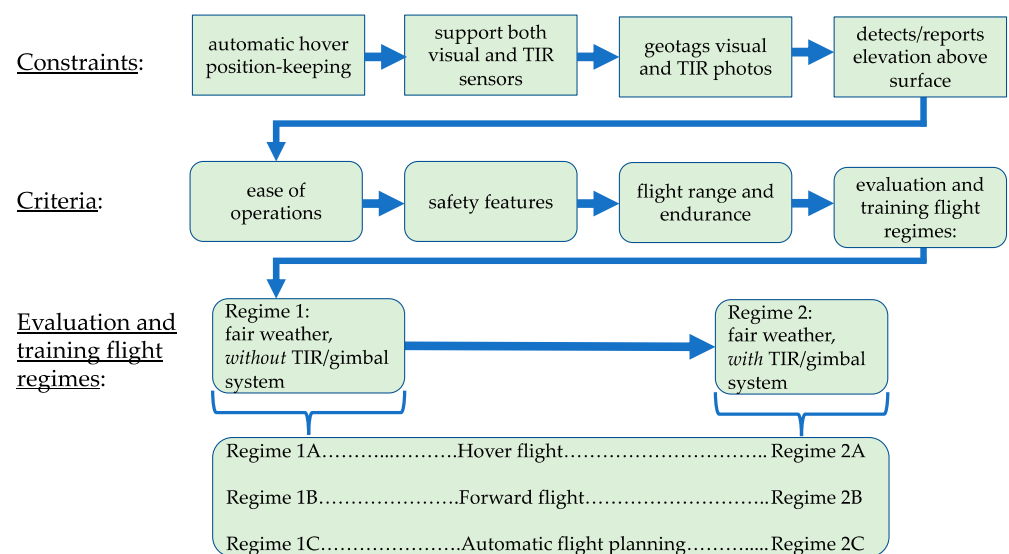 Constraints:
automatic hover
position-keeping
support both
visual and TIR
sensors
geotags visual
and TIR photos
detects/reports
elevation above
surface
Criteria:
ease of
operations
safety features
flight range and
endurance
evaluation and
training flight
regimes:
Evaluation and
training flight
regimes:
Regime 1:
fair weather,
without TIR/gimbal
system
Regime 2:
fair weather,
with TIR/gimbal
system
Regime 1A………...……….Hover flight………………………….. Regime 2A
Regime 1B………………….Forward flight………………………..Regime 2B
Regime 1C………………….Automatic flight planning………..... Regime 2C